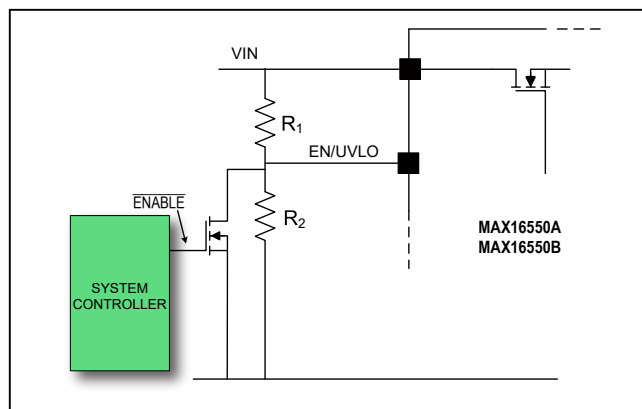 VIN
R1
EN/UVLO
ENABLE
R2
MAX16550A
MAX16550B
SYSTEM
CONTROLLER